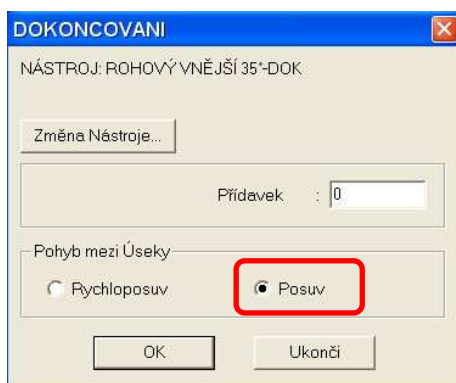 DOKONCOVANI
NÁSTROJ: ROHOVÝ VNĚJŠÍ 35°-DOK
Změna Nástroje...
Přídavek : 0
Pohyb mezi Úseky
Rychloposuv Posuv
OK Ukonči